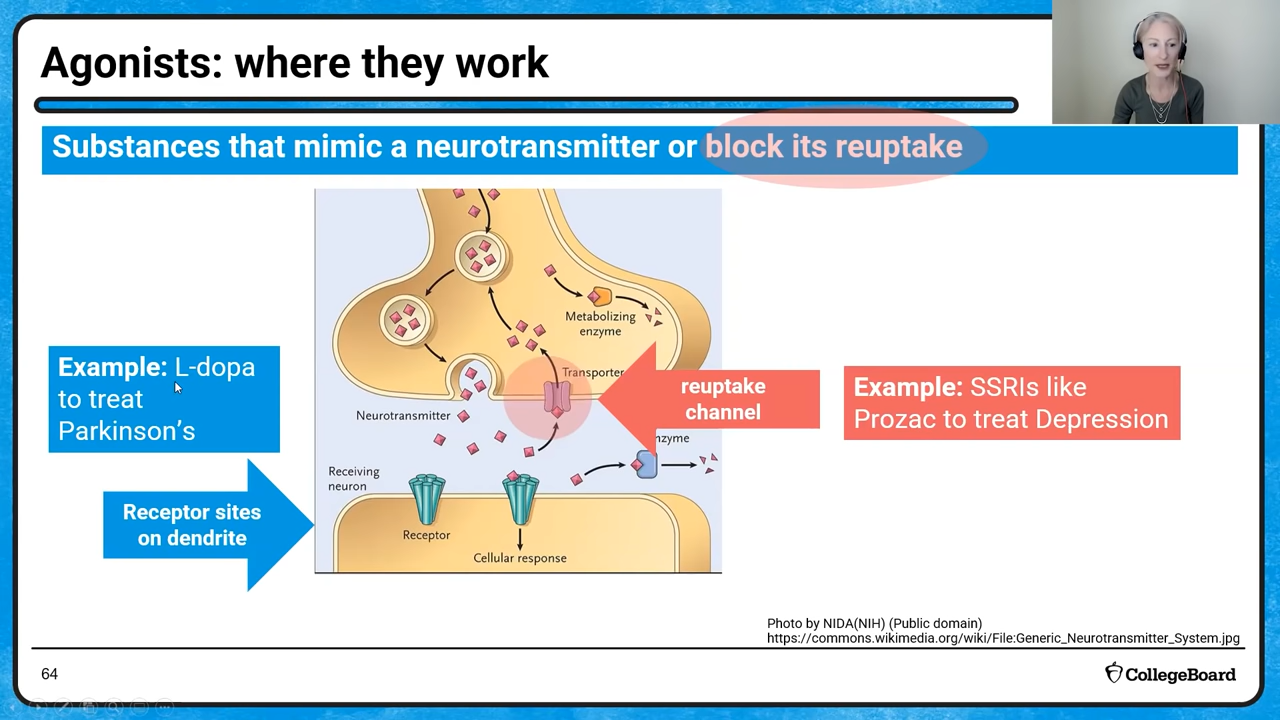 Agonists: where they work
Substances that mimic a neurotransmitter or block its reuptake
Metabolizing
enzyme
Example: L-dopa
to treat
Parkinson's
Transporter
reuptake
channel
Example: SSRIs like
Prozac to treat Depression
Neurotransmitter
nzyme
Receiving
neuron
Receptor sites
on dendrite
Receptor
Cellular response
Photo by NIDA(NIH) (Public domain)
https://commons.wikimedia.org/wiki/File:Generic_Neurotransmitter_System.jpg
64
CollegeBoard